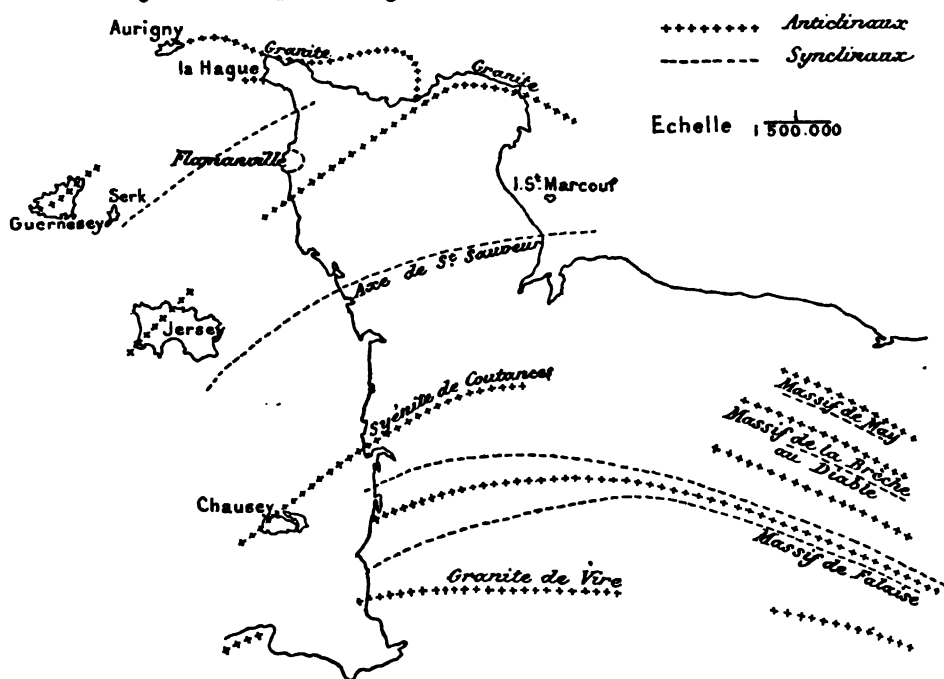 Aurigny
la Hague
Granite
Granite
Anticlinaux
Synclinaux
Echelle 1/1 500.000
Flamanville
I. St. Marcouf
Serk
Guernesey
Axe de St. Sauveur
Jersey
Syénite de Coutances
Massif de May
Massif de la Brèche
au Diable
Chausey
Massif de Falaise
Granite de Vire